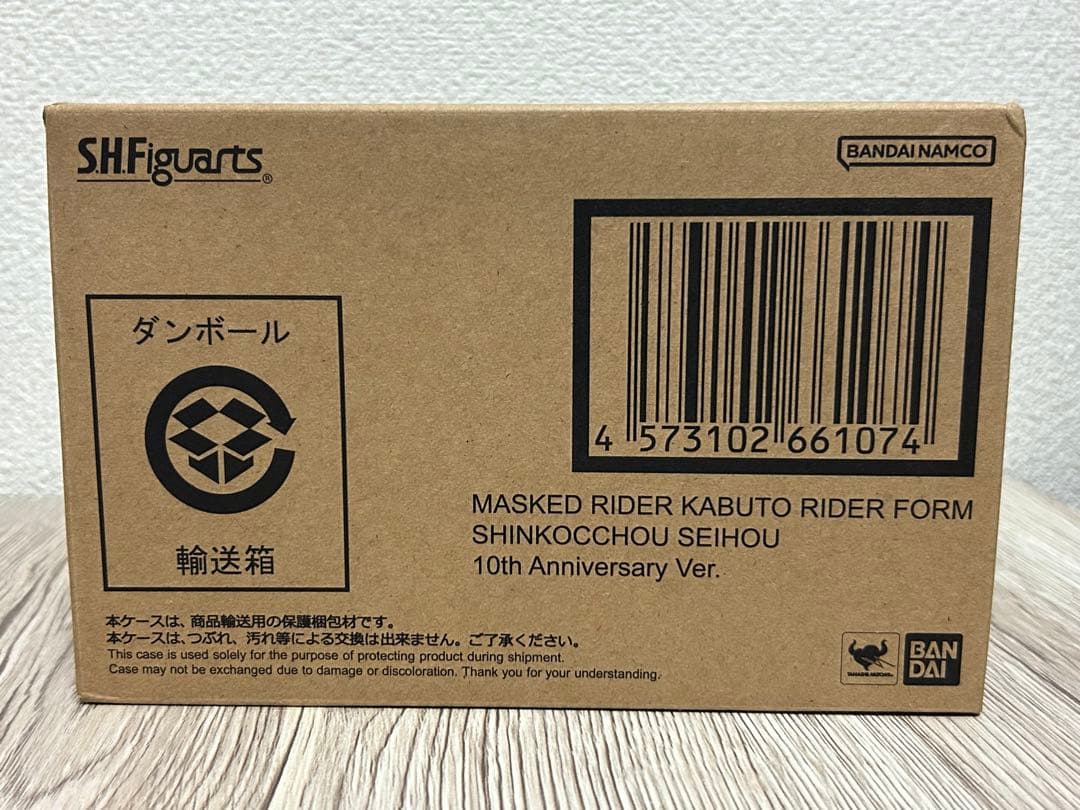 S.H.Figuarts®
BANDAI NAMCO
ダンボール
輸送箱
4 573102 661074
MASKED RIDER KABUTO RIDER FORM
SHINKOCCHOU SEIHOU
10th Anniversary Ver.
本ケースは、商品輸送用の保護梱包材です。
本ケースは、つぶれ、汚れ等による交換は出来ません。ご了承ください。
This case is used solely for the purpose of protecting product during shipment.
Case may not be exchanged due to damage or discoloration. Thank you for your understanding.
TAMASHII NATIONS
BAN
DAI